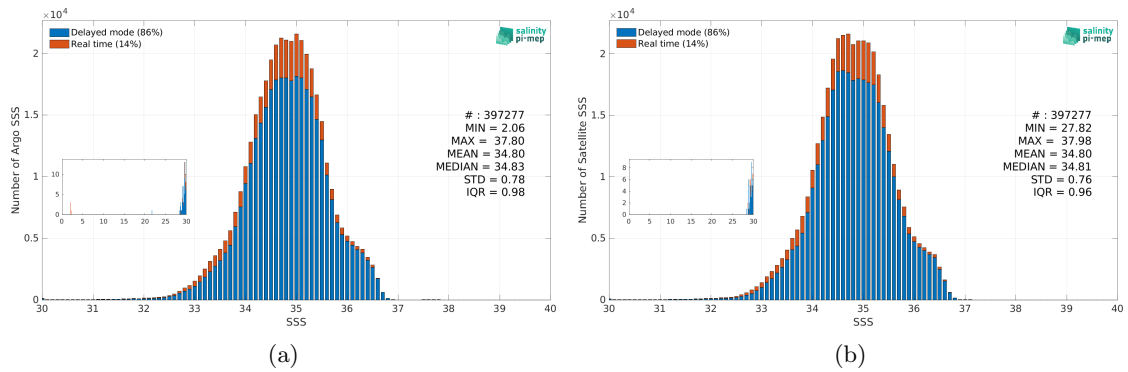 ×10⁴
Delayed mode (86%)
Real time (14%)
salinity
pi-mep
Number of Argo SSS
2
1.5
1
0.5
0
# : 397277
MIN = 2.06
MAX = 37.80
MEAN = 34.80
MEDIAN = 34.83
STD = 0.78
IQR = 0.98
10
5
0
0 5 10 15 20 25 30
30 31 32 33 34 35 36 37 38 39 40
SSS
(a)
×10⁴
Delayed mode (86%)
Real time (14%)
salinity
pi-mep
Number of Satellite SSS
2
1.5
1
0.5
0
# : 397277
MIN = 27.82
MAX = 37.98
MEAN = 34.80
MEDIAN = 34.81
STD = 0.76
IQR = 0.96
8
6
4
2
0
0 5 10 15 20 25 30
30 31 32 33 34 35 36 37 38 39 40
SSS
(b)